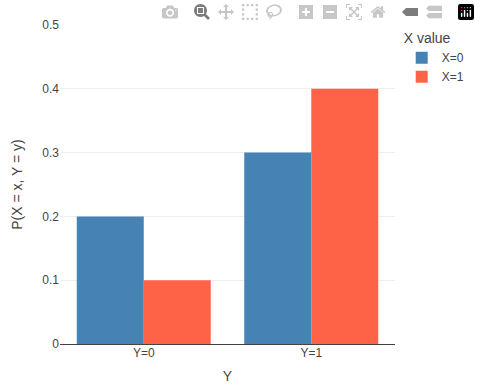 X value
X=0
X=1
P(X = x, Y = y)
0.5
0.4
0.3
0.2
0.1
0
Y=0
Y=1
Y